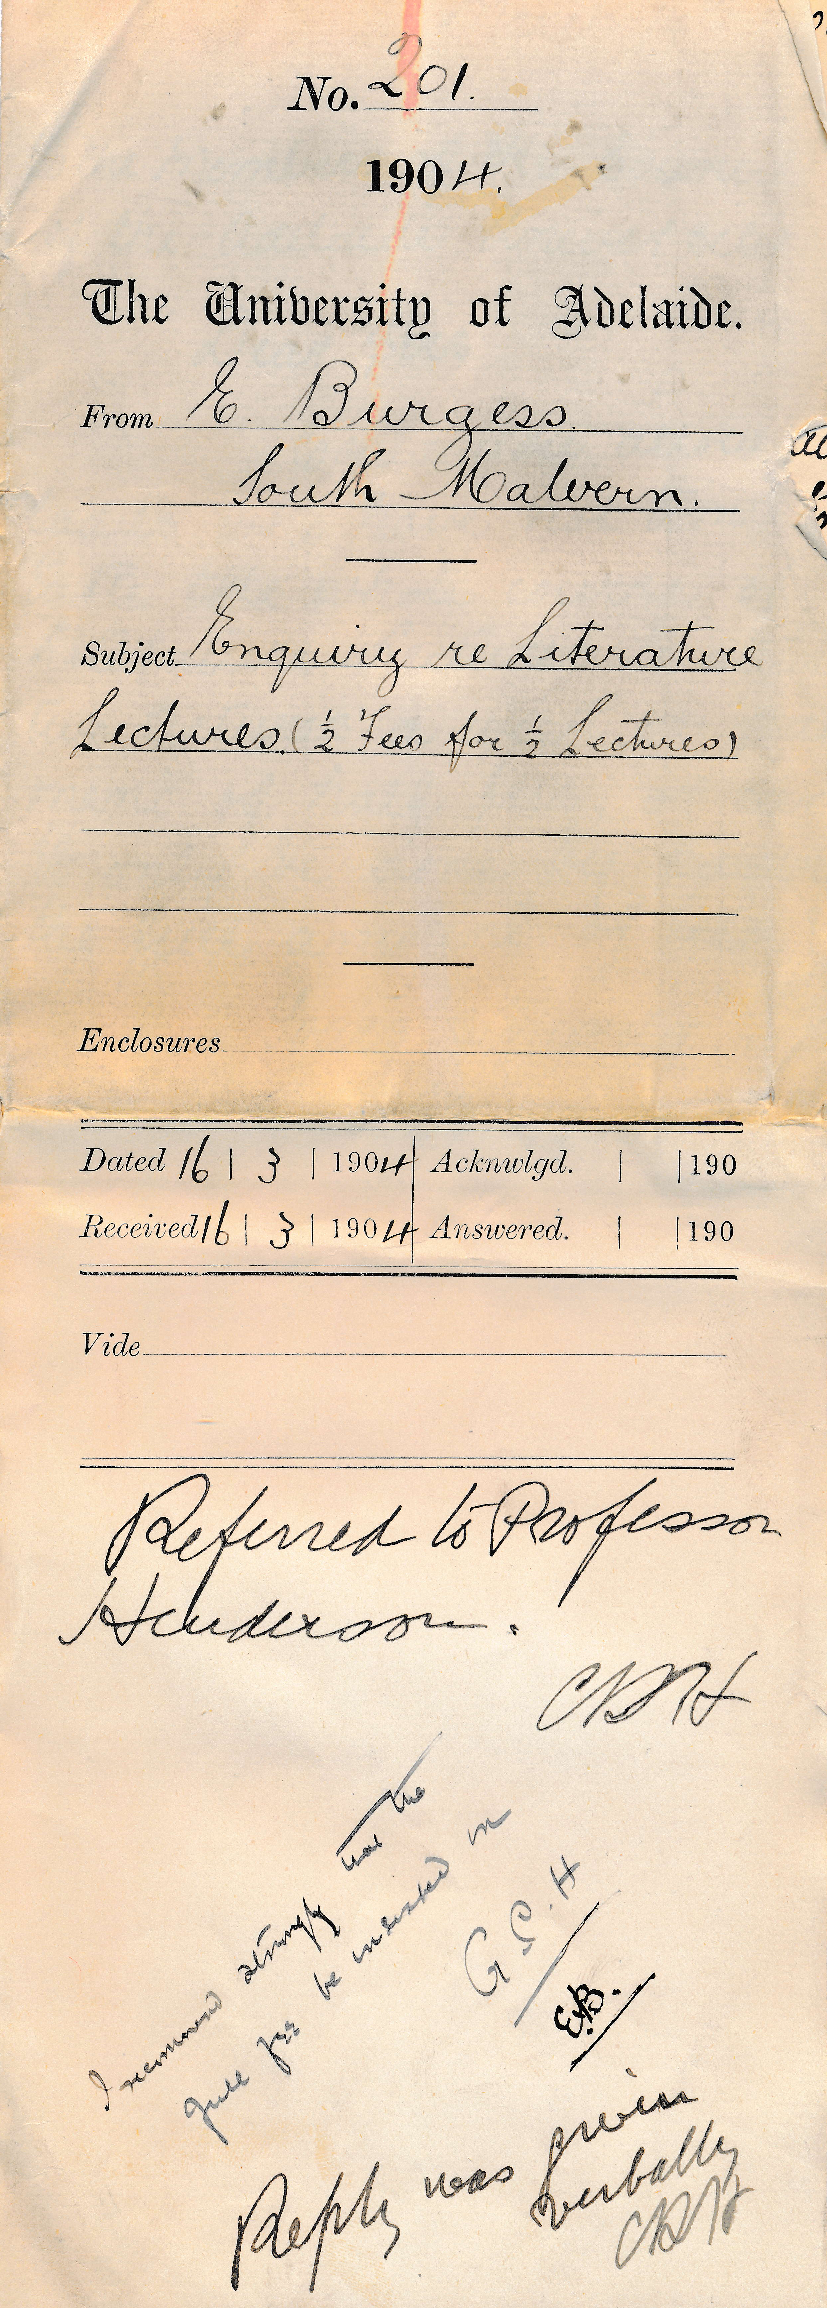 No. 201.
1904.
The University of Adelaide.
From E. Burgess
South Malvern.
Subject Enquiry re Literature
Lectures (½ Fees for ½ Lectures)
Enclosures
Dated 16 | 3 | 1904 Acknwlgd. | | 190
Received 16 | 3 | 1904 Answered. | | 190
Vide
Referred to Professor
Henderson.
CRH
I recommend strongly that the
full fee be insisted on
G.C.H
E.B.
Reply was given
verbally
CRH